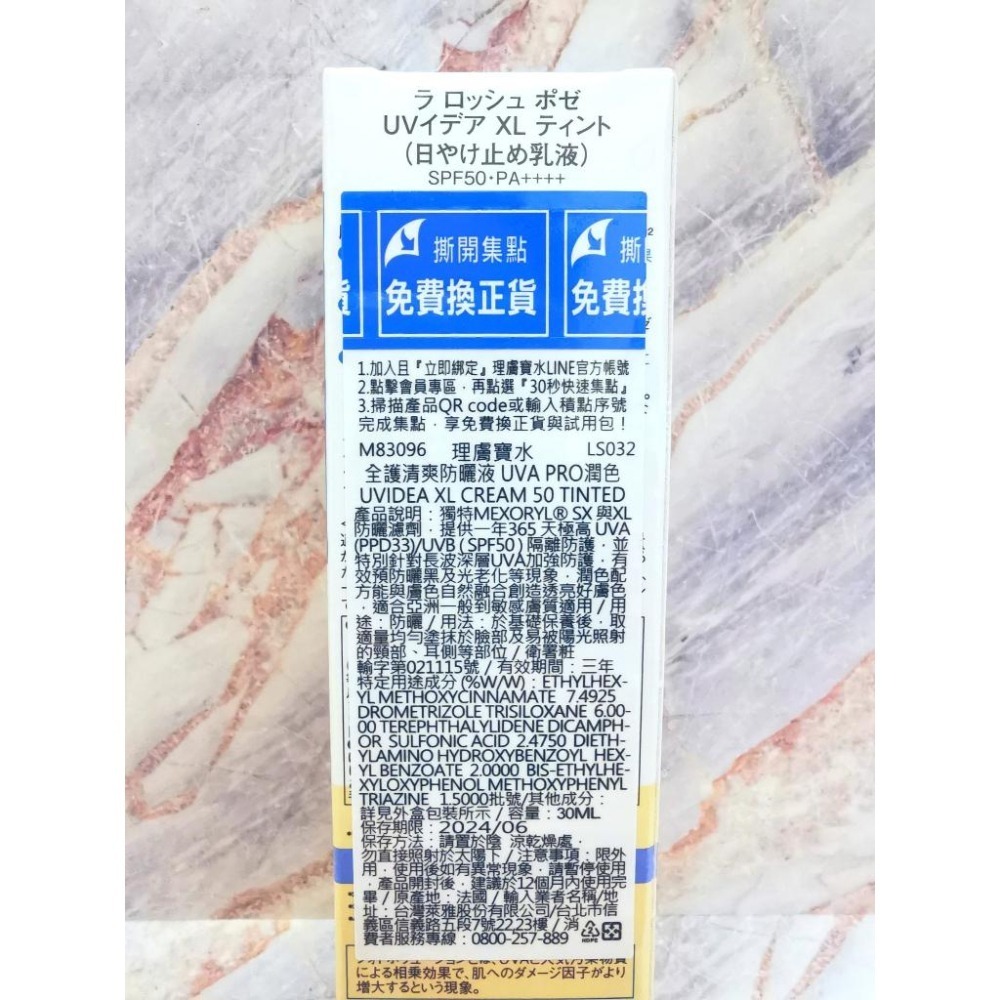 ラ ロッシュ ポゼ
UVイデア XL ティント
(日やけ止め乳液)
SPF50・PA++++
撕開集點
免費換正貨
撕
免費換
貨
1.加入且『立即綁定』理膚寶水LINE官方帳號
2.點擊會員專區，再點選『30秒快速集點』
3.掃描產品QR code或輸入積點序號
完成集點，享免費換正貨與試用包！
M83096 理膚寶水 LS032
全護清爽防曬液 UVA PRO潤色
UVIDEA XL CREAM 50 TINTED
產品說明：獨特MEXORYL® SX 與XL
防曬濾劑，提供一年365 天極高 UVA
(PPD33)/UVB ( SPF50 ) 隔離防護，並
特別針對長波深層UVA加強防護，有
效預防曬黑及光老化等現象，潤色配
方能與膚色自然融合創造透亮好膚色
，適合亞洲一般到敏感膚質適用 / 用
途：防曬 / 用法：於基礎保養後，取
適量均勻塗抹於臉部及易被陽光照射
的頸部、耳側等部位 / 衛署粧
輸字第021115號 / 有效期間：三年
特定用途成分 (%W/W)：ETHYLHEX-
YL METHOXYCINNAMATE 7.4925
DROMETRIZOLE TRISILOXANE 6.00-
00 TEREPHTHALYLIDENE DICAMPH-
OR SULFONIC ACID 2.4750 DIETH-
YLAMINO HYDROXYBENZOYL HEX-
YL BENZOATE 2.0000 BIS-ETHYLHE-
XYLOXYPHENOL METHOXYPHENYL
TRIAZINE 1.5000批號/其他成分：
詳見外盒包裝所示 / 容量：30ML
保存期限：2024/06
保存方法：請置於陰 涼乾燥處，
勿直接照射於太陽下 / 注意事項：限外
用，使用後如有異常現象，請暫停使用
，產品開封後，建議於12個月內使用完
畢 / 原產地：法國 / 輸入業者名稱/地
址：台灣萊雅股份有限公司/台北市信
義區信義路五段7號22,23樓 / 消
費者服務專線：0800-257-889
HDPE
による相乗効果で、肌へのダメージ因子がより
増大するという現象。